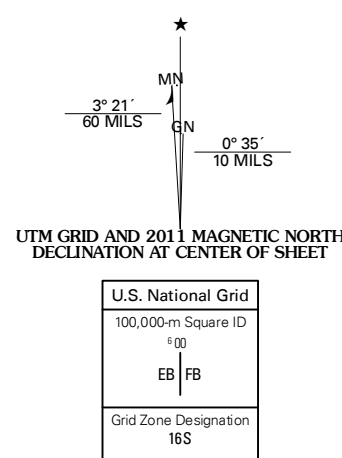 ★
MN
3° 21´
60 MILS
GN
0° 35´
10 MILS
UTM GRID AND 2011 MAGNETIC NORTH
DECLINATION AT CENTER OF SHEET
U.S. National Grid
100,000-m Square ID
⁶00
EB FB
Grid Zone Designation
16S